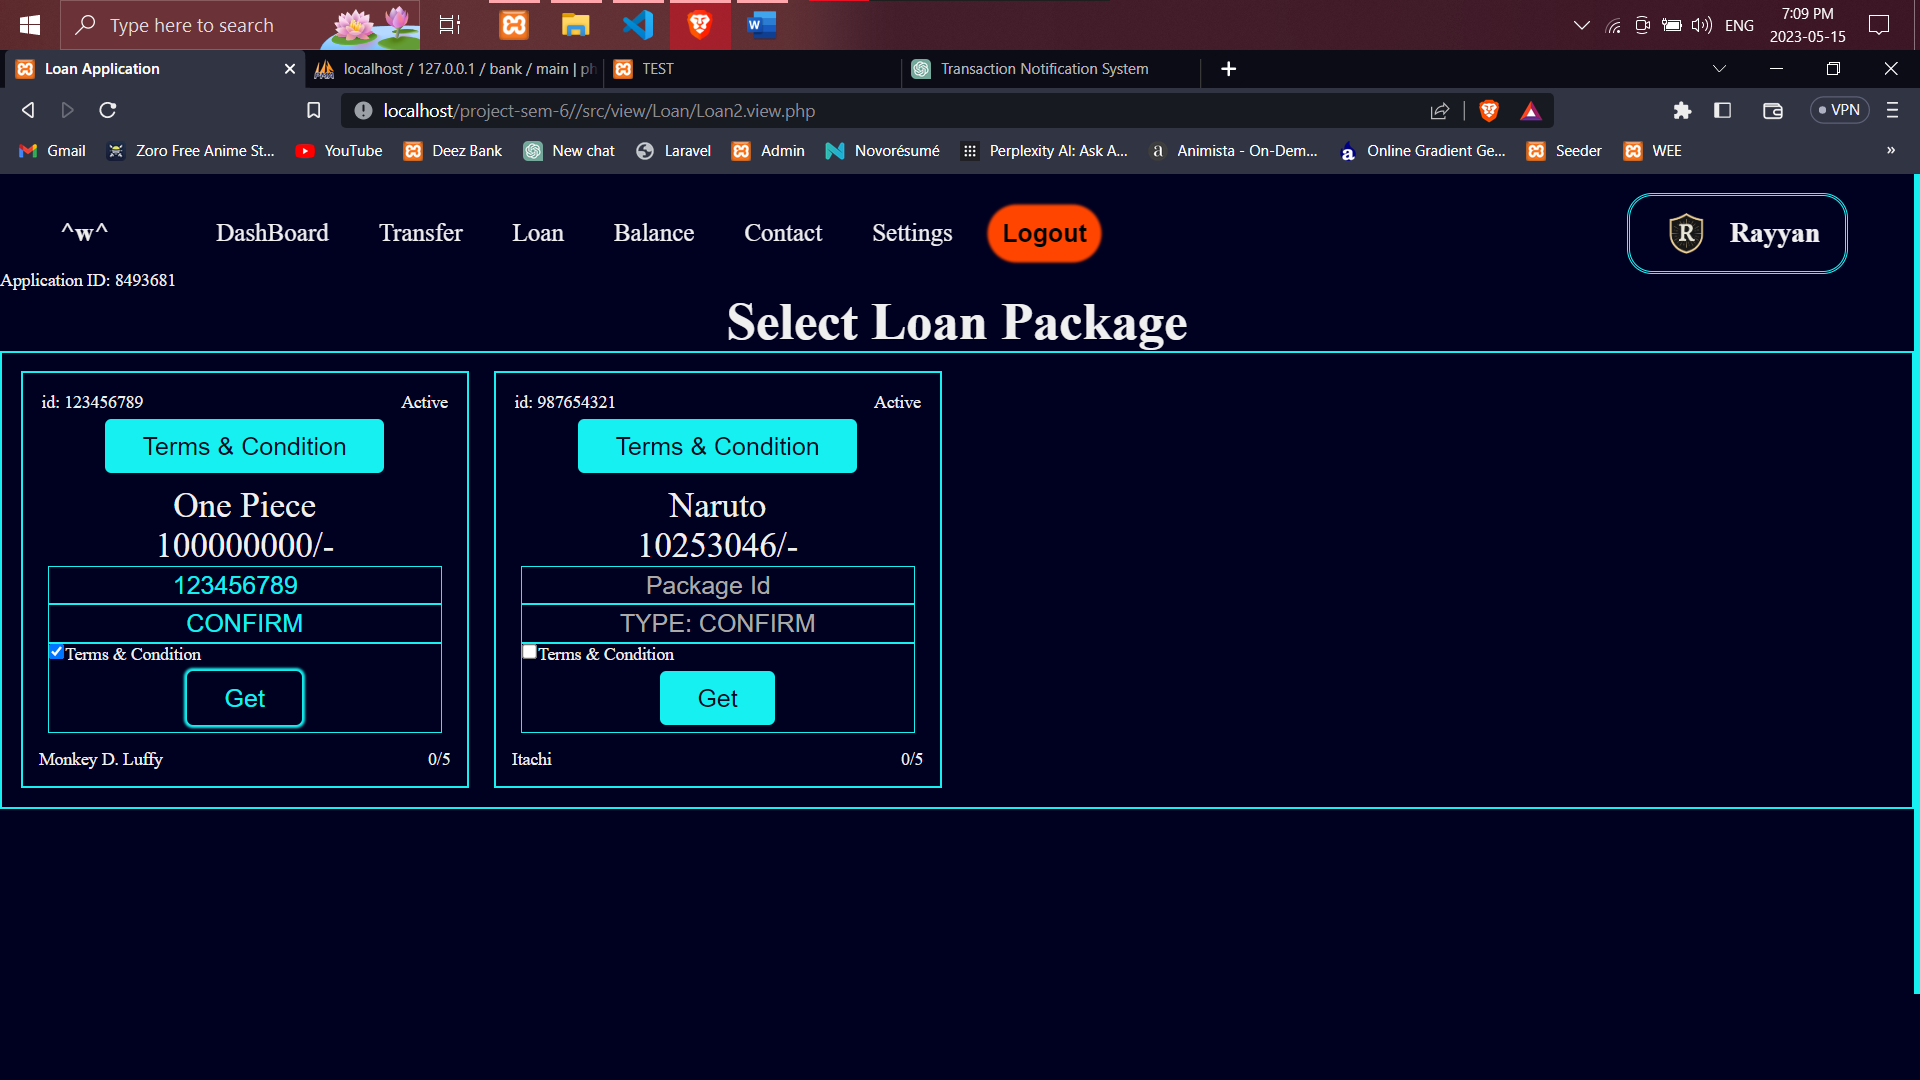 Type here to search
ENG
7:09 PM
2023-05-15
Loan Application
localhost / 127.0.0.1 / bank / main | ph
TEST
Transaction Notification System
localhost/project-sem-6//src/view/Loan/Loan2.view.php
VPN
Gmail
Zoro Free Anime St...
YouTube
Deez Bank
New chat
Laravel
Admin
Novorésumé
Perplexity AI: Ask A...
Animista - On-Dem...
Online Gradient Ge...
Seeder
WEE
^w^
DashBoard
Transfer
Loan
Balance
Contact
Settings
Logout
R
Rayyan
Application ID: 8493681
Select Loan Package
id: 123456789
Active
Terms & Condition
One Piece
100000000/-
123456789
CONFIRM
Terms & Condition
Get
Monkey D. Luffy
0/5
id: 987654321
Active
Terms & Condition
Naruto
10253046/-
Package Id
TYPE: CONFIRM
Terms & Condition
Get
Itachi
0/5